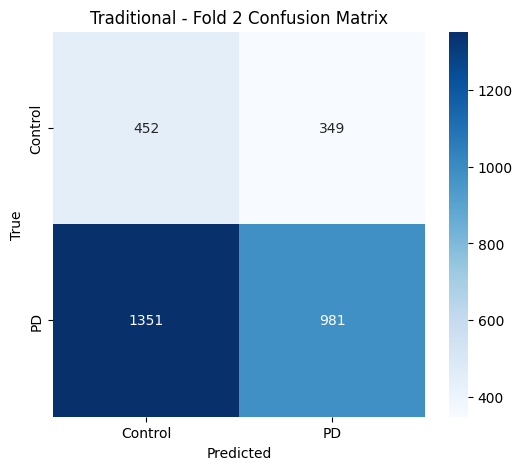 Traditional - Fold 2 Confusion Matrix
True
Control
PD
452
349
1351
981
Control
PD
Predicted
1200
1000
800
600
400